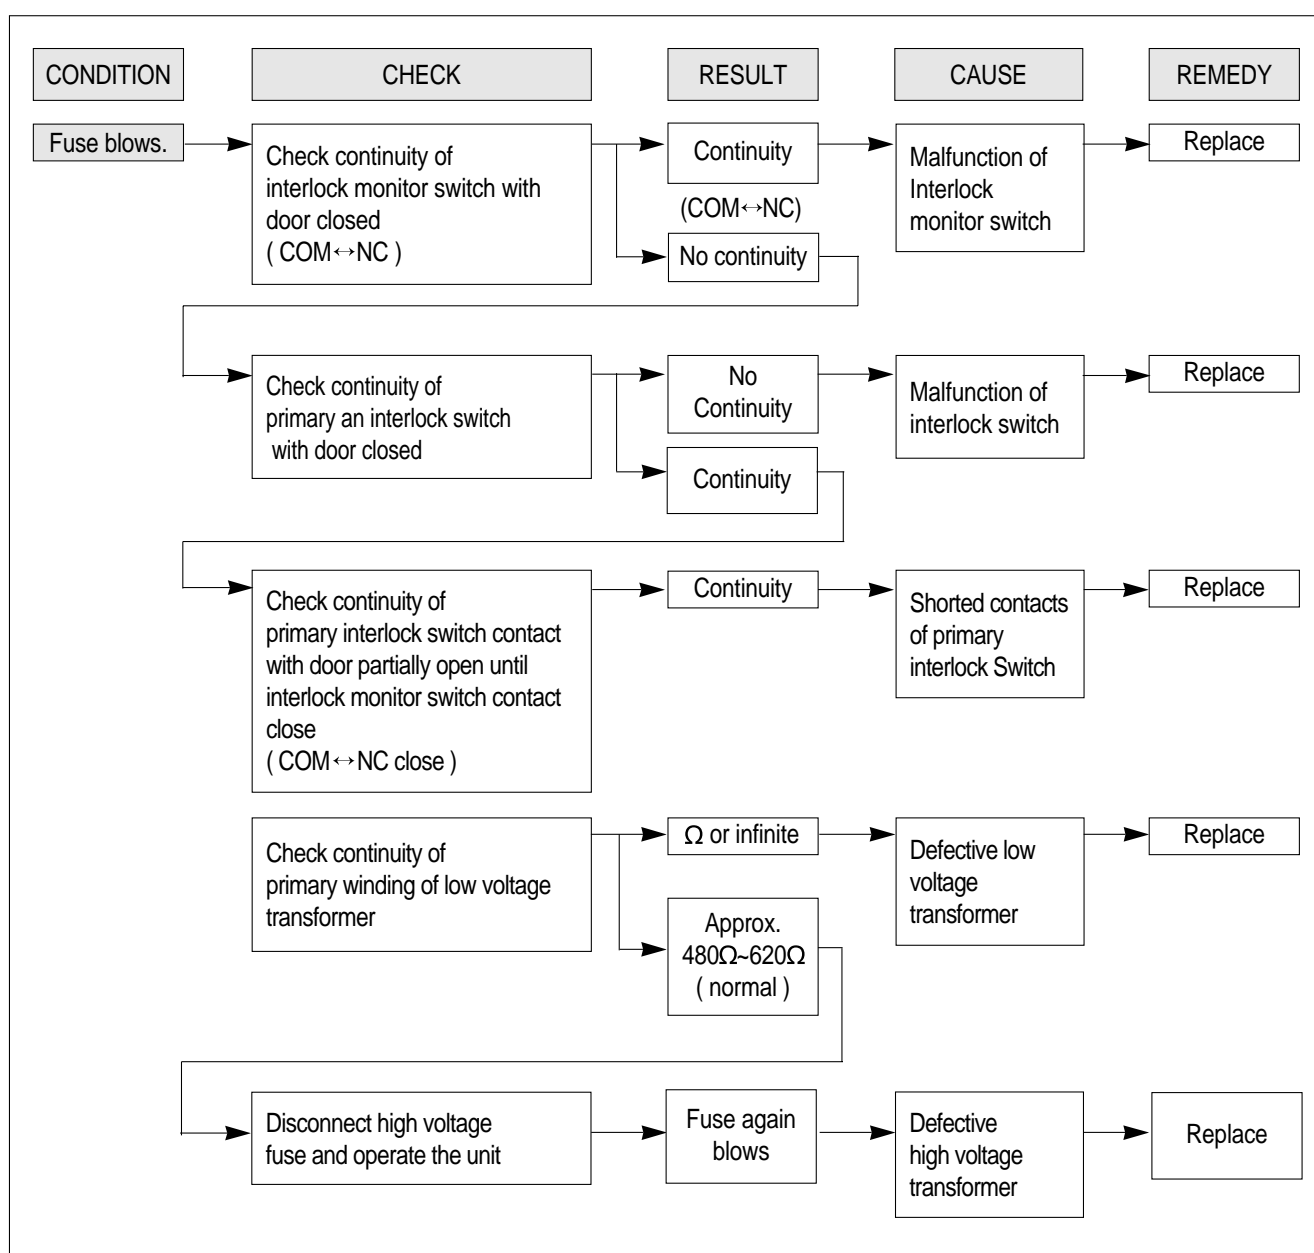 CONDITION
CHECK
RESULT
CAUSE
REMEDY
Fuse blows.
Check continuity of
interlock monitor switch with
door closed
( COM↔NC )
Continuity
(COM↔NC)
No continuity
Malfunction of
Interlock
monitor switch
Replace
Check continuity of
primary an interlock switch
with door closed
No
Continuity
Continuity
Malfunction of
interlock switch
Replace
Check continuity of
primary interlock switch contact
with door partially open until
interlock monitor switch contact
close
( COM↔NC close )
Continuity
Shorted contacts
of primary
interlock Switch
Replace
Check continuity of
primary winding of low voltage
transformer
Ω or infinite
Approx.
480Ω~620Ω
( normal )
Defective low
voltage
transformer
Replace
Disconnect high voltage
fuse and operate the unit
Fuse again
blows
Defective
high voltage
transformer
Replace